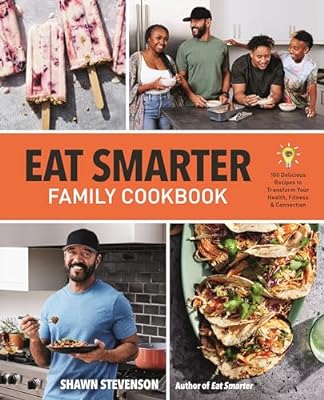 EAT SMARTER
FAMILY COOKBOOK
100 Delicious
Recipes to
Transform Your
Health, Fitness
& Connection
SHAWN STEVENSON
Author of Eat Smarter